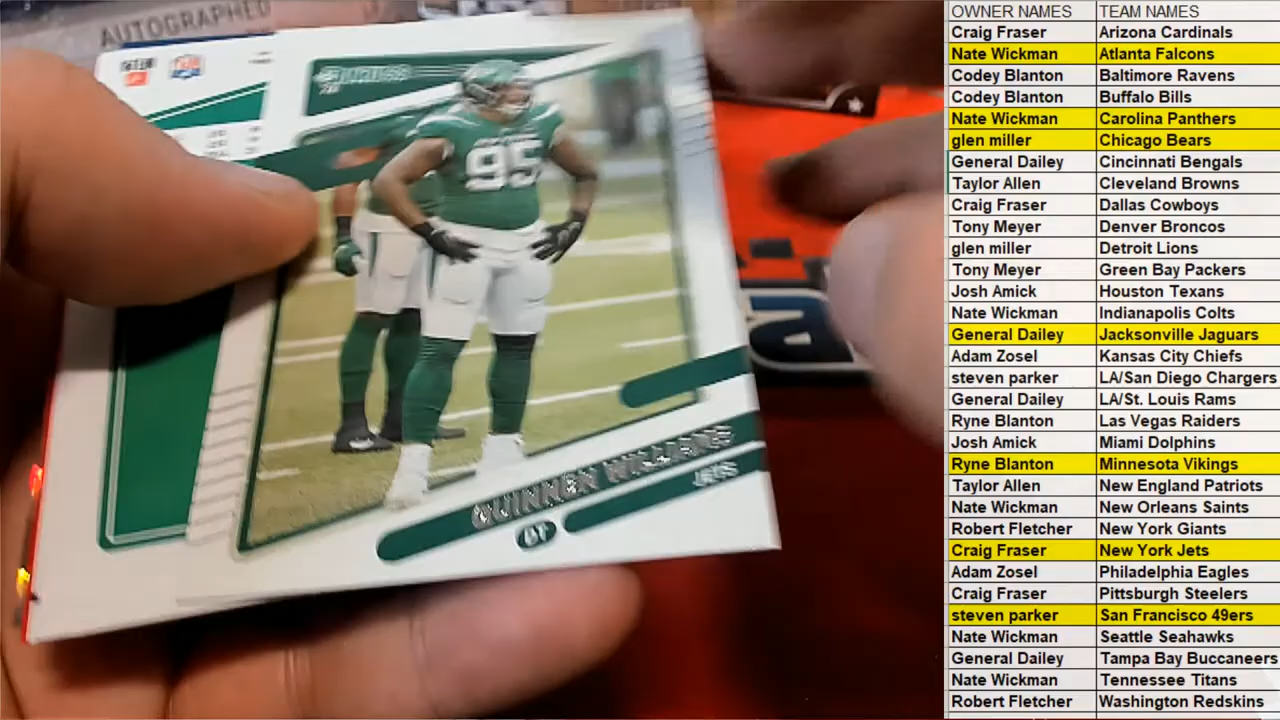 AUTOGRAPHED
95
QUINNEN WILLIAMS
DT
JETS
OWNER NAMES TEAM NAMES
Craig Fraser Arizona Cardinals
Nate Wickman Atlanta Falcons
Codey Blanton Baltimore Ravens
Codey Blanton Buffalo Bills
Nate Wickman Carolina Panthers
glen miller Chicago Bears
General Dailey Cincinnati Bengals
Taylor Allen Cleveland Browns
Craig Fraser Dallas Cowboys
Tony Meyer Denver Broncos
glen miller Detroit Lions
Tony Meyer Green Bay Packers
Josh Amick Houston Texans
Nate Wickman Indianapolis Colts
General Dailey Jacksonville Jaguars
Adam Zosel Kansas City Chiefs
steven parker LA/San Diego Chargers
General Dailey LA/St. Louis Rams
Ryne Blanton Las Vegas Raiders
Josh Amick Miami Dolphins
Ryne Blanton Minnesota Vikings
Taylor Allen New England Patriots
Nate Wickman New Orleans Saints
Robert Fletcher New York Giants
Craig Fraser New York Jets
Adam Zosel Philadelphia Eagles
Craig Fraser Pittsburgh Steelers
steven parker San Francisco 49ers
Nate Wickman Seattle Seahawks
General Dailey Tampa Bay Buccaneers
Nate Wickman Tennessee Titans
Robert Fletcher Washington Redskins